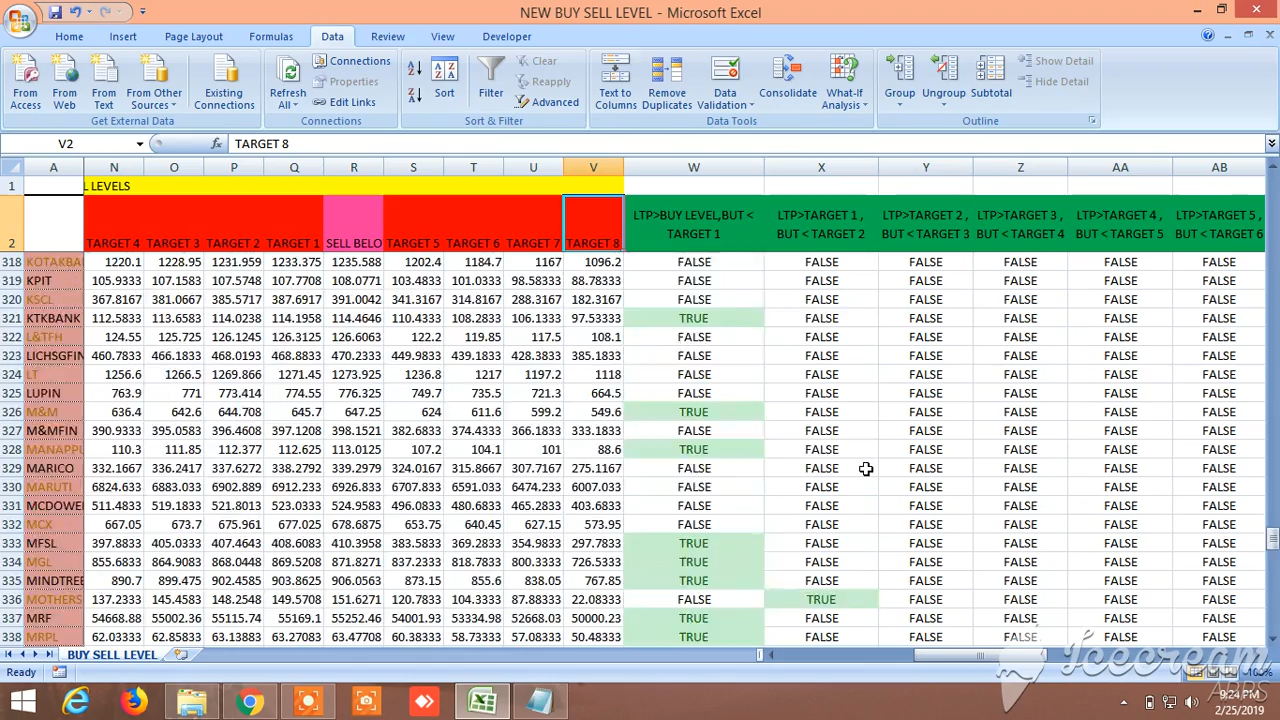 NEW BUY SELL LEVEL - Microsoft Excel
Home Insert Page Layout Formulas Data Review View Developer
From Access From Web From Text From Other Sources Existing Connections Refresh All Connections Properties Edit Links Sort Filter Clear Reapply Advanced Text to Columns Remove Duplicates Data Validation Consolidate What-If Analysis Group Ungroup Subtotal Show Detail Hide Detail
Get External Data Connections Sort & Filter Data Tools Outline
V2 fx TARGET 8
A N O P Q R S T U V W X Y Z AA AB
1 L LEVELS
2 TARGET 4 TARGET 3 TARGET 2 TARGET 1 SELL BELO TARGET 5 TARGET 6 TARGET 7 TARGET 8 LTP>BUY LEVEL,BUT < TARGET 1 LTP>TARGET 1 , BUT < TARGET 2 LTP>TARGET 2 , BUT < TARGET 3 LTP>TARGET 3 , BUT < TARGET 4 LTP>TARGET 4 , BUT < TARGET 5 LTP>TARGET 5 , BUT < TARGET 6
318 KOTAKBA 1220.1 1228.95 1231.959 1233.375 1235.588 1202.4 1184.7 1167 1096.2 FALSE FALSE FALSE FALSE FALSE FALSE
319 KPIT 105.9333 107.1583 107.5748 107.7708 108.0771 103.4833 101.0333 98.58333 88.78333 FALSE FALSE FALSE FALSE FALSE FALSE
320 KSCL 367.8167 381.0667 385.5717 387.6917 391.0042 341.3167 314.8167 288.3167 182.3167 FALSE FALSE FALSE FALSE FALSE FALSE
321 KTKBANK 112.5833 113.6583 114.0238 114.1958 114.4646 110.4333 108.2833 106.1333 97.53333 TRUE FALSE FALSE FALSE FALSE FALSE
322 L&TFH 124.55 125.725 126.1245 126.3125 126.6063 122.2 119.85 117.5 108.1 FALSE FALSE FALSE FALSE FALSE FALSE
323 LICHSGFIN 460.7833 466.1833 468.0193 468.8833 470.2333 449.9833 439.1833 428.3833 385.1833 FALSE FALSE FALSE FALSE FALSE FALSE
324 LT 1256.6 1266.5 1269.866 1271.45 1273.925 1236.8 1217 1197.2 1118 FALSE FALSE FALSE FALSE FALSE FALSE
325 LUPIN 763.9 771 773.414 774.55 776.325 749.7 735.5 721.3 664.5 FALSE FALSE FALSE FALSE FALSE FALSE
326 M&M 636.4 642.6 644.708 645.7 647.25 624 611.6 599.2 549.6 TRUE FALSE FALSE FALSE FALSE FALSE
327 M&MFIN 390.9333 395.0583 396.4608 397.1208 398.1521 382.6833 374.4333 366.1833 333.1833 FALSE FALSE FALSE FALSE FALSE FALSE
328 MANAPPU 110.3 111.85 112.377 112.625 113.0125 107.2 104.1 101 88.6 TRUE FALSE FALSE FALSE FALSE FALSE
329 MARICO 332.1667 336.2417 337.6272 338.2792 339.2979 324.0167 315.8667 307.7167 275.1167 FALSE FALSE FALSE FALSE FALSE FALSE
330 MARUTI 6824.633 6883.033 6902.889 6912.233 6926.833 6707.833 6591.033 6474.233 6007.033 FALSE FALSE FALSE FALSE FALSE FALSE
331 MCDOWE 511.4833 519.1833 521.8013 523.0333 524.9583 496.0833 480.6833 465.2833 403.6833 FALSE FALSE FALSE FALSE FALSE FALSE
332 MCX 667.05 673.7 675.961 677.025 678.6875 653.75 640.45 627.15 573.95 FALSE FALSE FALSE FALSE FALSE FALSE
333 MFSL 397.8833 405.0333 407.4643 408.6083 410.3958 383.5833 369.2833 354.9833 297.7833 TRUE FALSE FALSE FALSE FALSE FALSE
334 MGL 855.6833 864.9083 868.0448 869.5208 871.8271 837.2333 818.7833 800.3333 726.5333 TRUE FALSE FALSE FALSE FALSE FALSE
335 MINDTREE 890.7 899.475 902.4585 903.8625 906.0563 873.15 855.6 838.05 767.85 TRUE FALSE FALSE FALSE FALSE FALSE
336 MOTHERS 137.2333 145.4583 148.2548 149.5708 151.6271 120.7833 104.3333 87.88333 22.08333 FALSE TRUE FALSE FALSE FALSE FALSE
337 MRF 54668.88 55002.36 55115.74 55169.1 55252.46 54001.93 53334.98 52668.03 50000.23 TRUE FALSE FALSE FALSE FALSE FALSE
338 MRPL 62.03333 62.85833 63.13883 63.27083 63.47708 60.38333 58.73333 57.08333 50.48333 TRUE FALSE FALSE FALSE FALSE FALSE
BUY SELL LEVEL
Ready 100%
Icecream
APPS
9:24 PM
2/25/2019